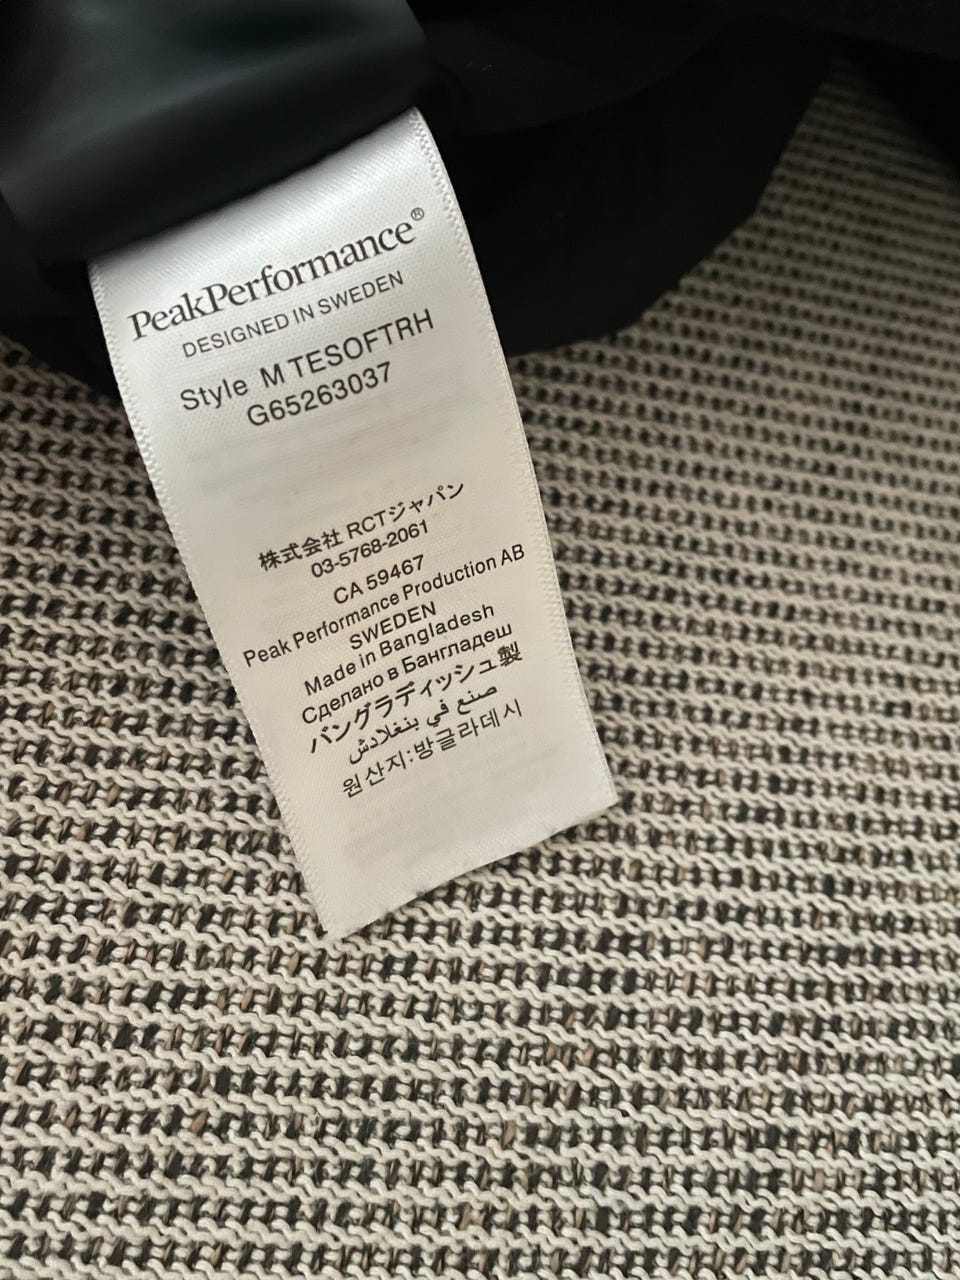 PeakPerformance®
DESIGNED IN SWEDEN
Style M TESOFTRH
G65263037
株式会社 RCTジャパン
03-5768-2061
CA 59467
Peak Performance Production AB
SWEDEN
Made in Bangladesh
Сделано в Бангладеш
バングラディッシュ製
صنع في بنغلادش
원산지:방글라데시